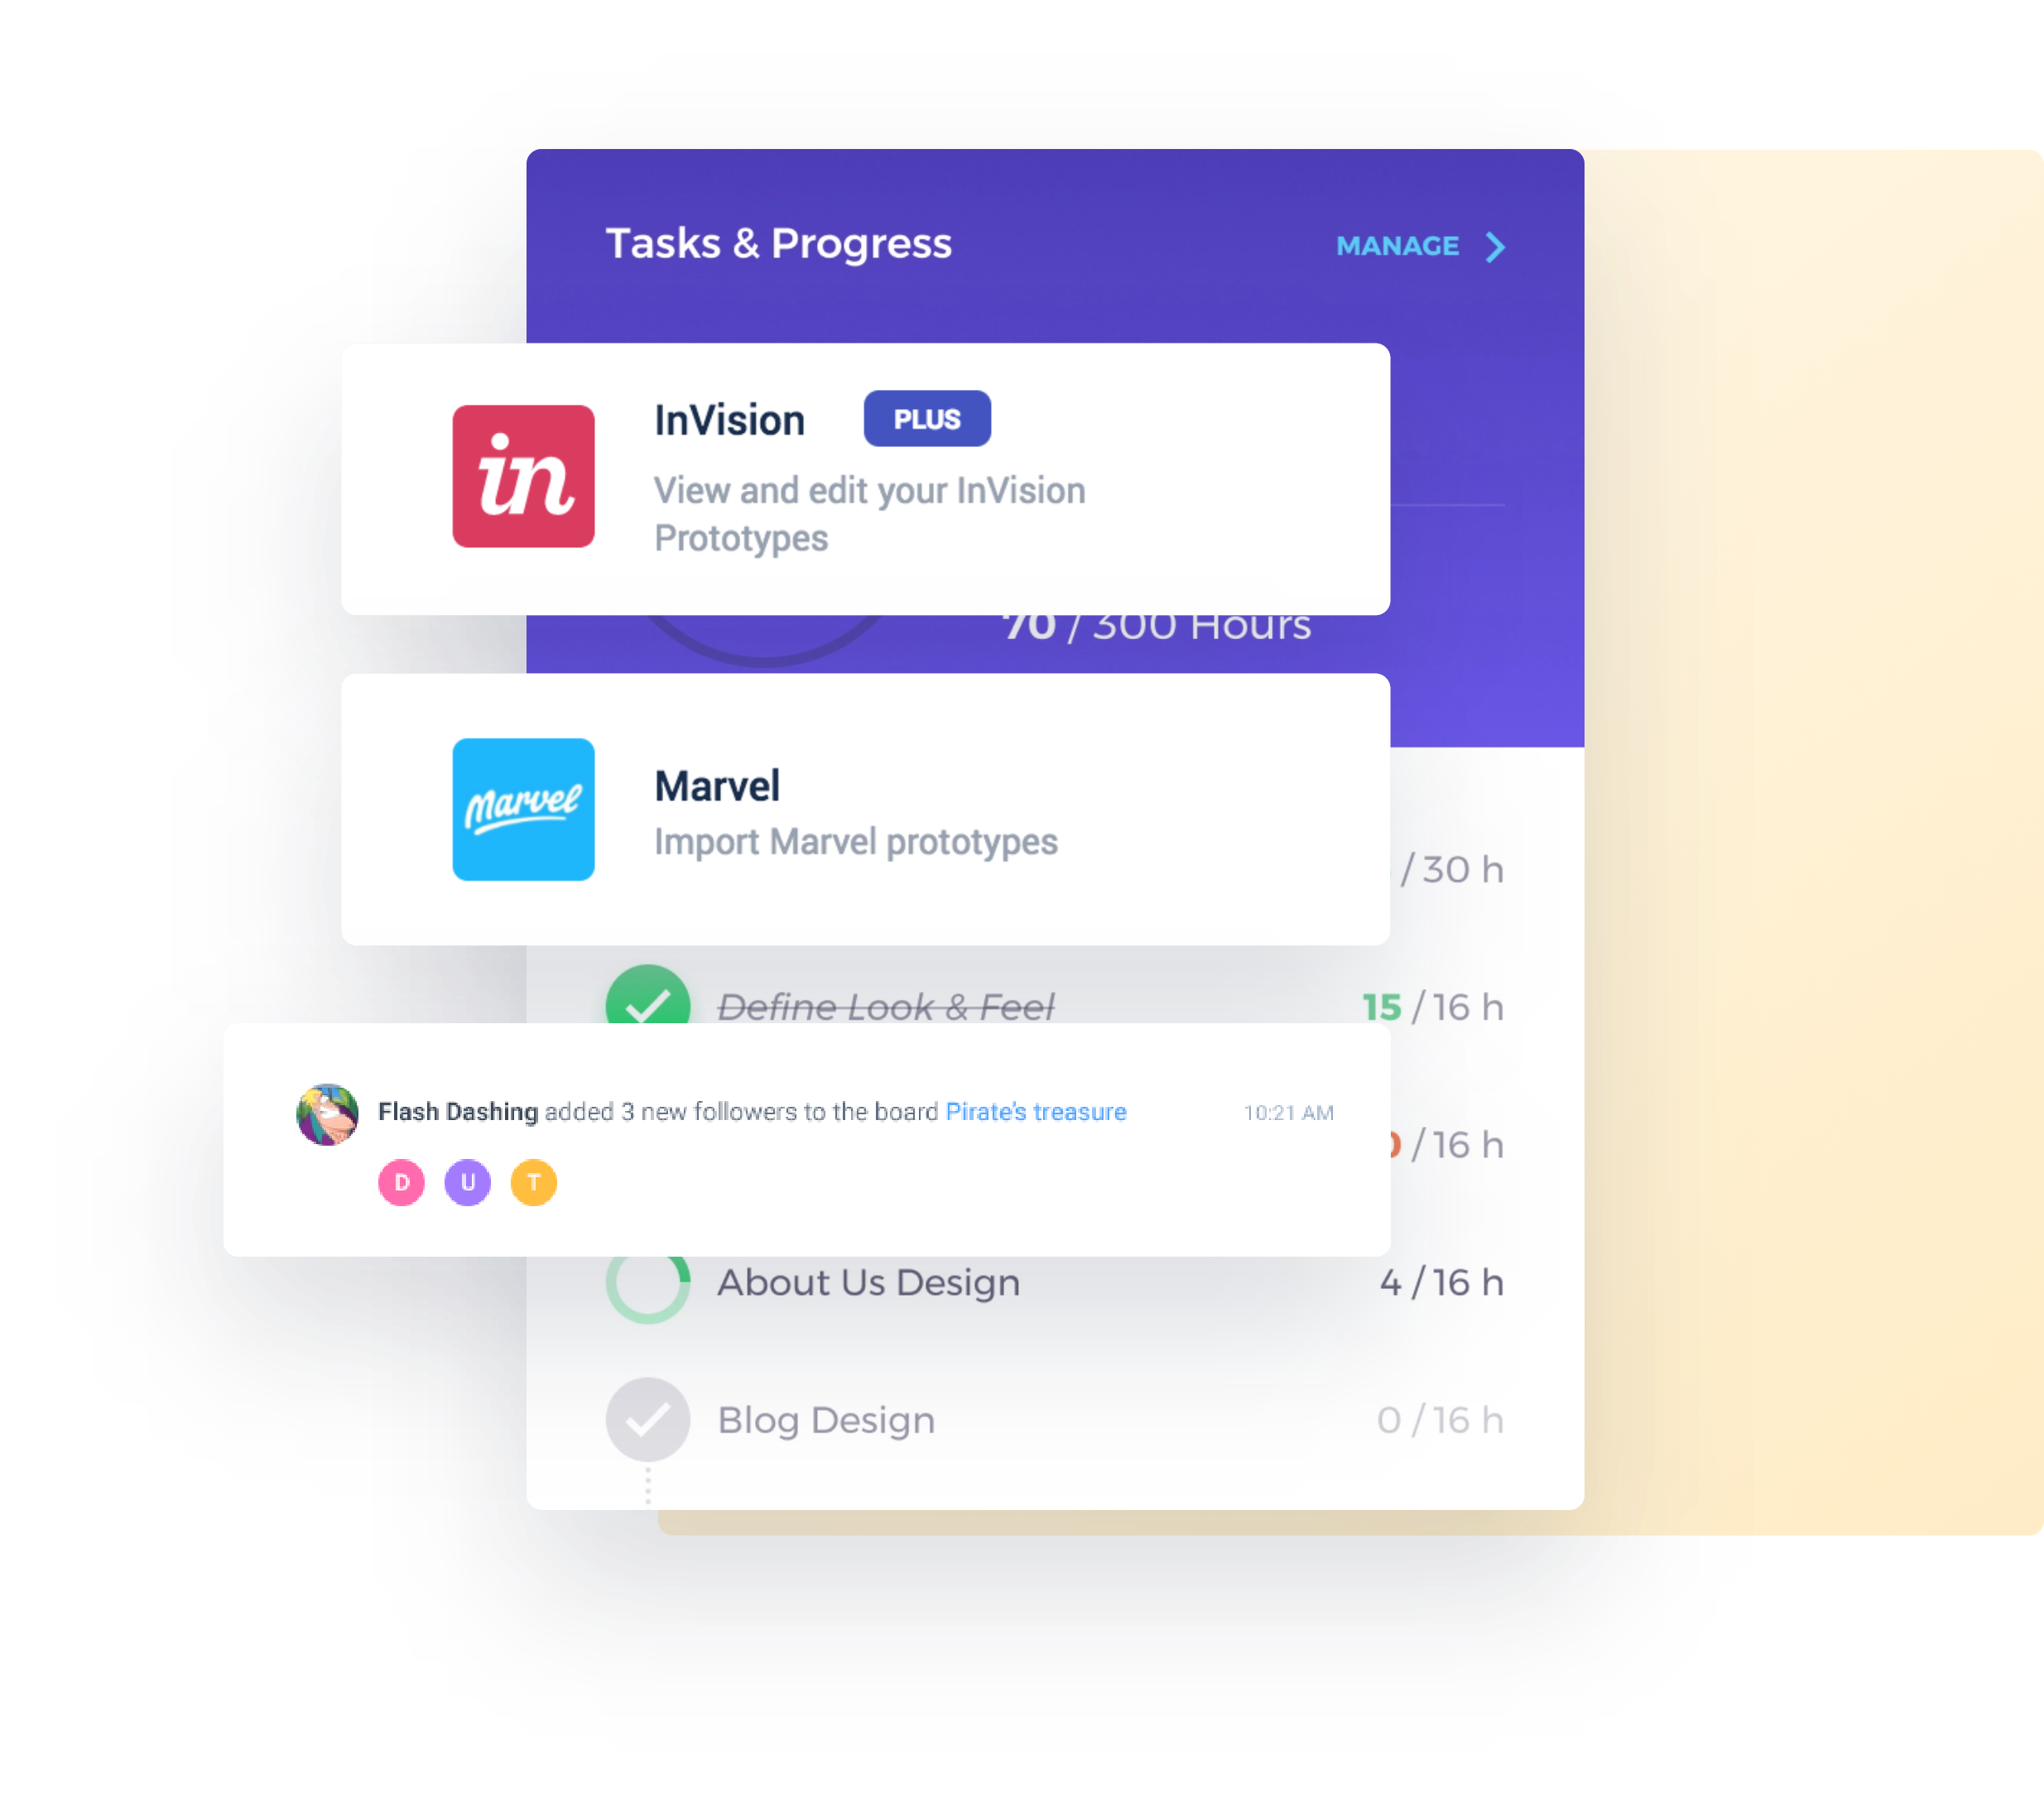 Tasks & Progress
MANAGE
in
InVision
PLUS
View and edit your InVision
Prototypes
70 / 300 Hours
Marvel
Marvel
Import Marvel prototypes
/ 30 h
Define Look & Feel
15 / 16 h
Flash Dashing added 3 new followers to the board Pirate's treasure
10:21 AM
/ 16 h
D
U
T
About Us Design
4 / 16 h
Blog Design
0 / 16 h